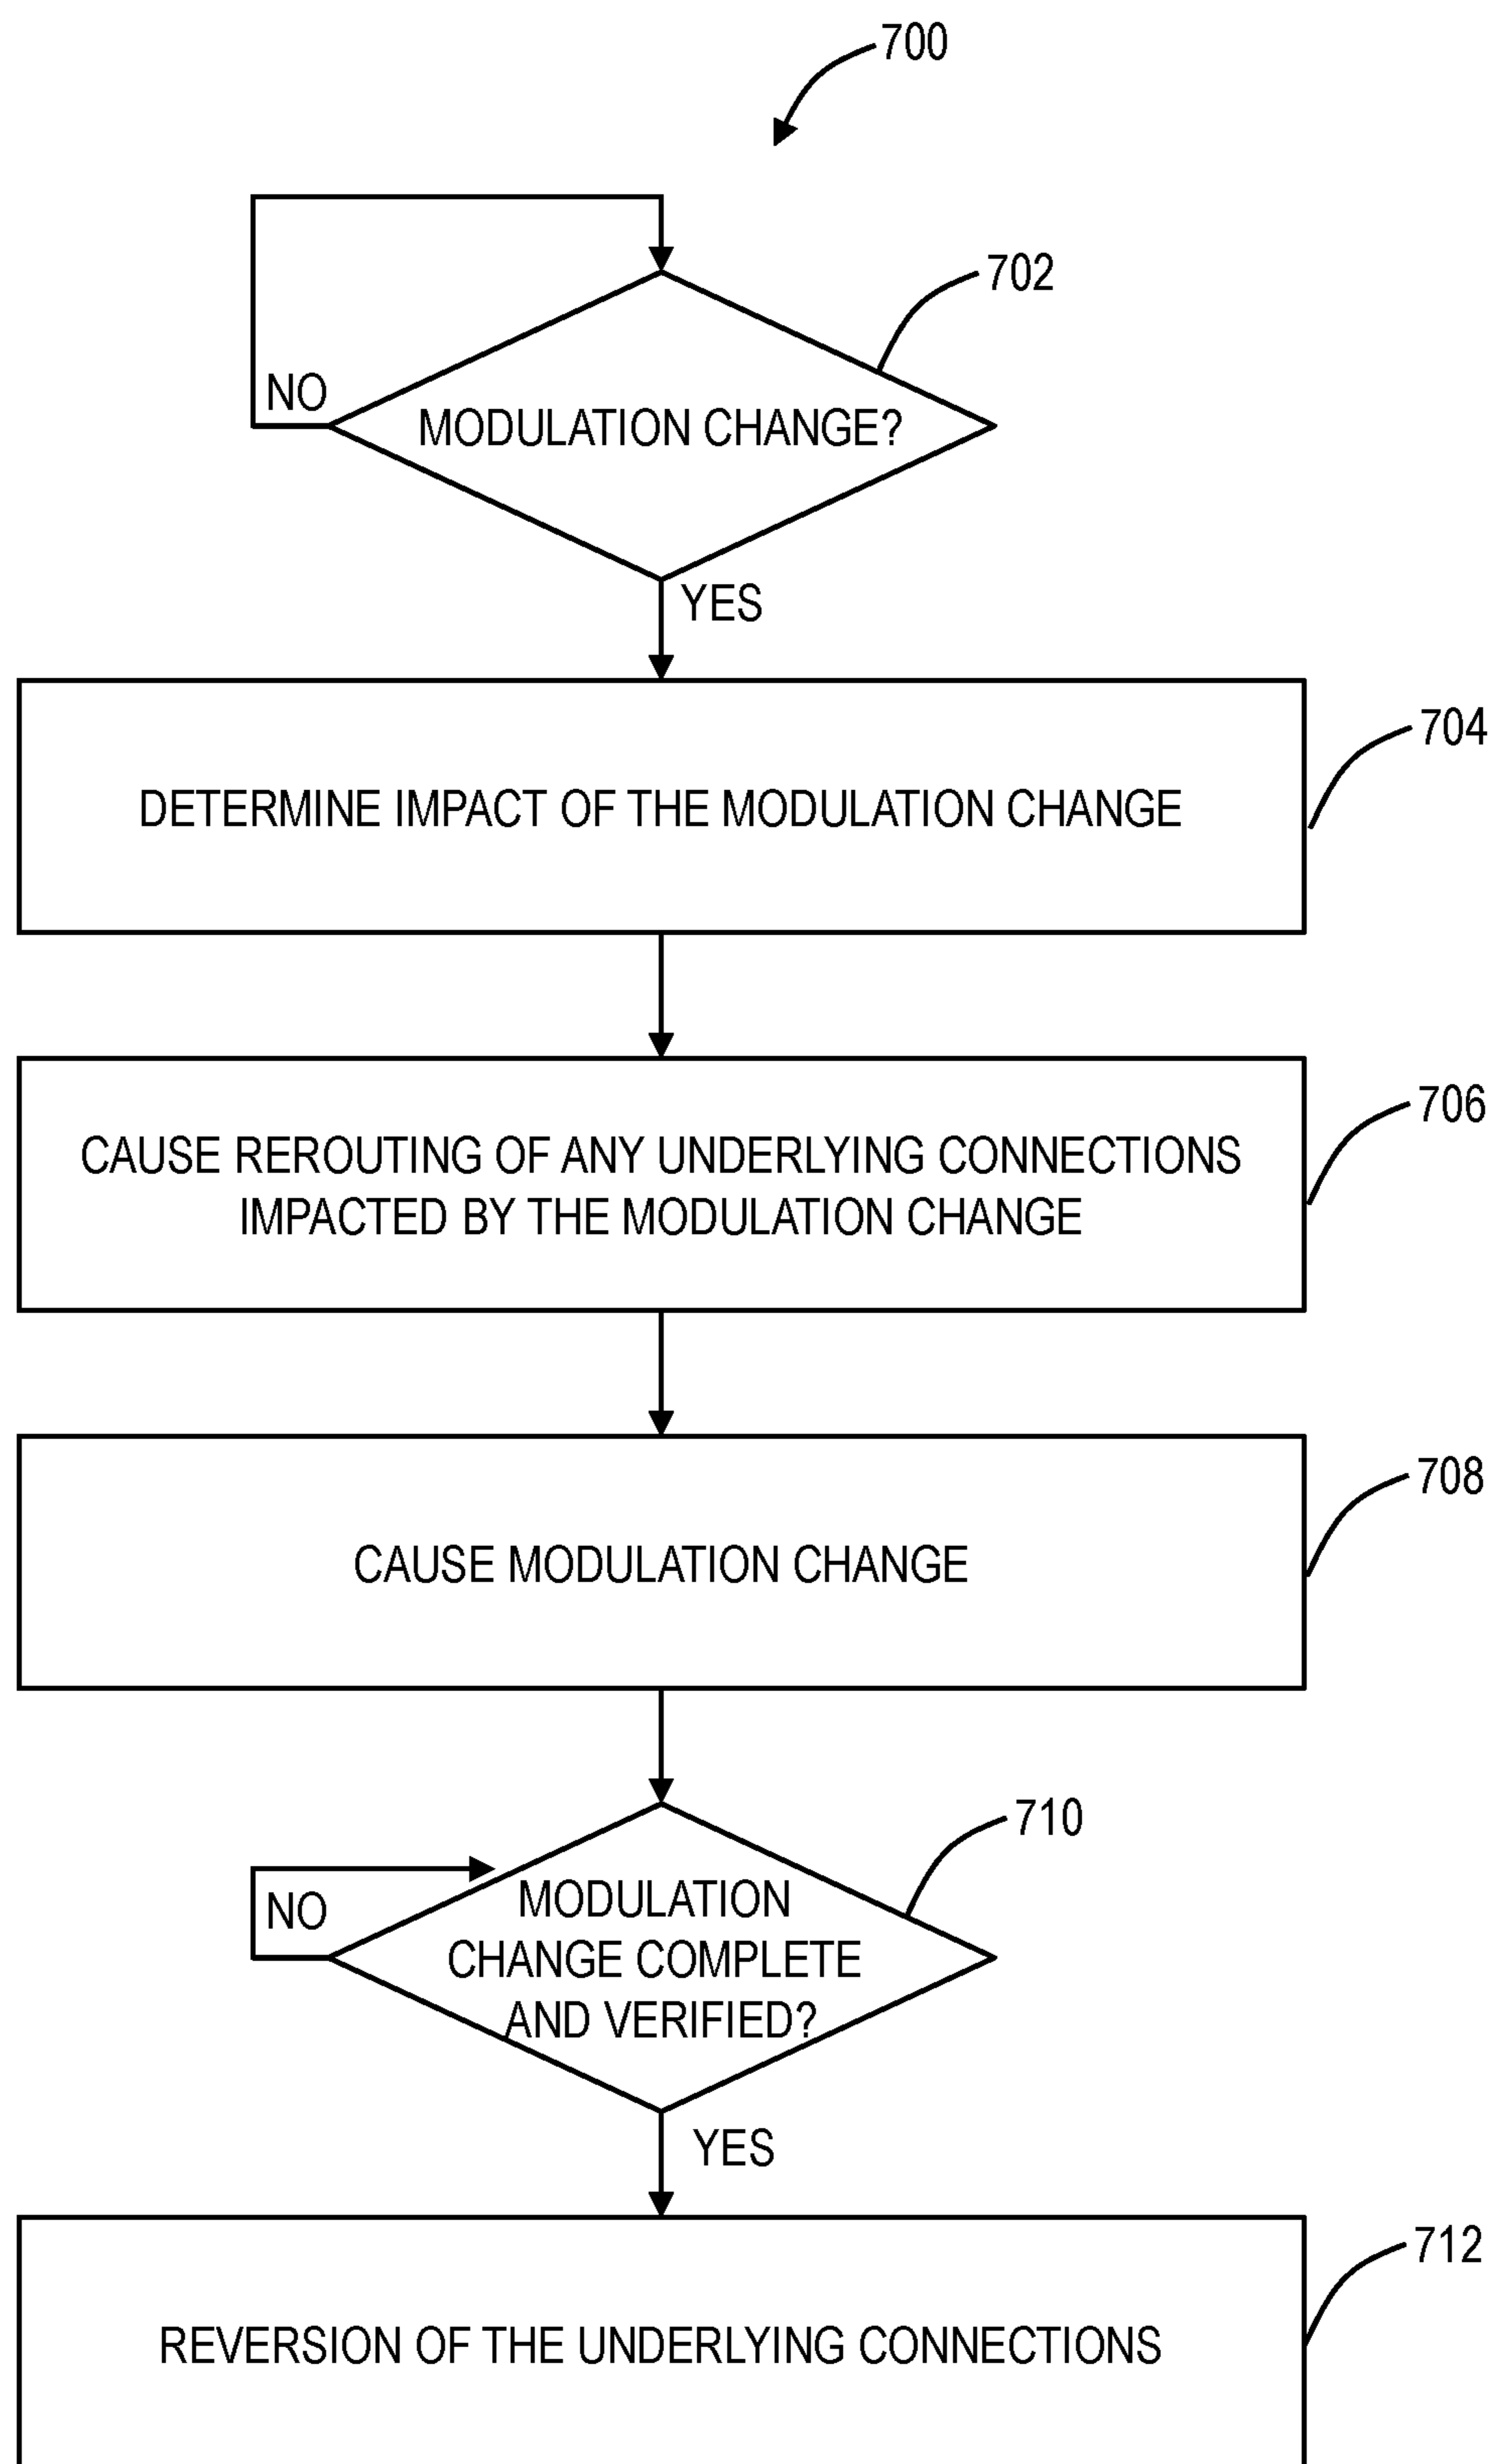 700
702
NO
MODULATION CHANGE?
YES
704
DETERMINE IMPACT OF THE MODULATION CHANGE
706
CAUSE REROUTING OF ANY UNDERLYING CONNECTIONS
IMPACTED BY THE MODULATION CHANGE
708
CAUSE MODULATION CHANGE
710
NO
MODULATION
CHANGE COMPLETE
AND VERIFIED?
YES
712
REVERSION OF THE UNDERLYING CONNECTIONS